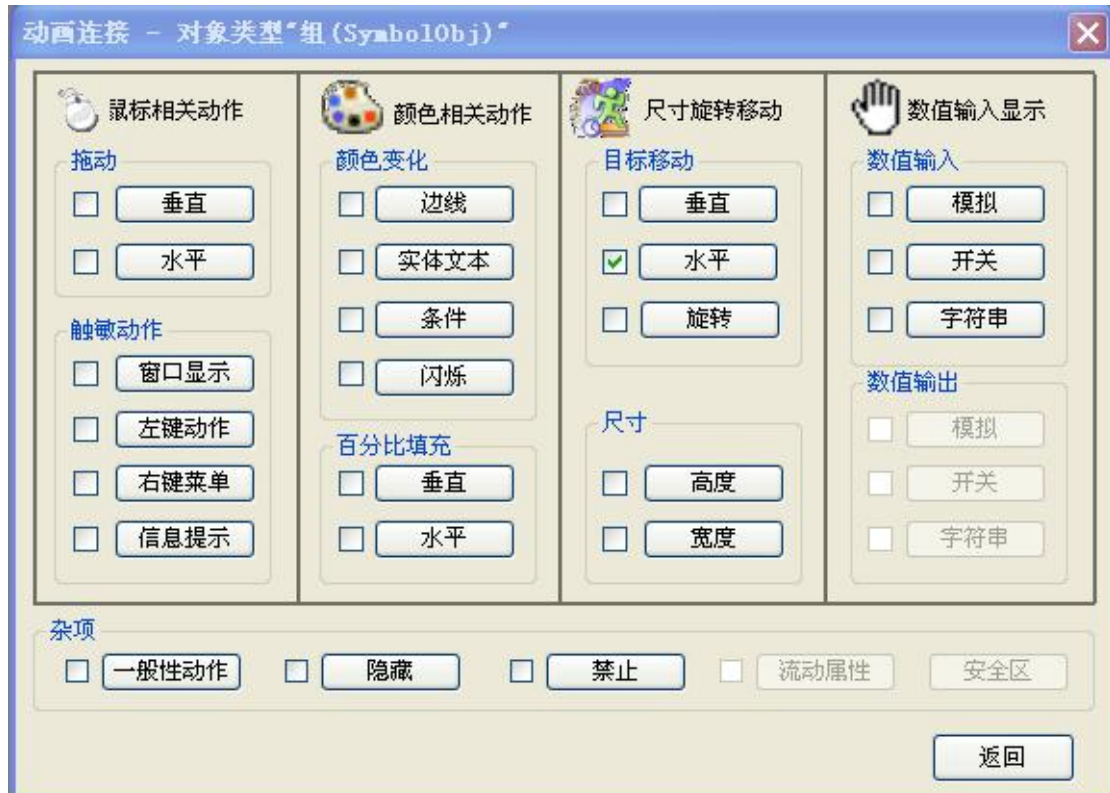 动画连接 - 对象类型"组(SymbolObj)"
鼠标相关动作
拖动
垂直
水平
触敏动作
窗口显示
左键动作
右键菜单
信息提示
颜色相关动作
颜色变化
边线
实体文本
条件
闪烁
百分比填充
垂直
水平
尺寸旋转移动
目标移动
垂直
水平
旋转
尺寸
高度
宽度
数值输入显示
数值输入
模拟
开关
字符串
数值输出
模拟
开关
字符串
杂项
一般性动作 隐藏 禁止 流动属性 安全区
返回